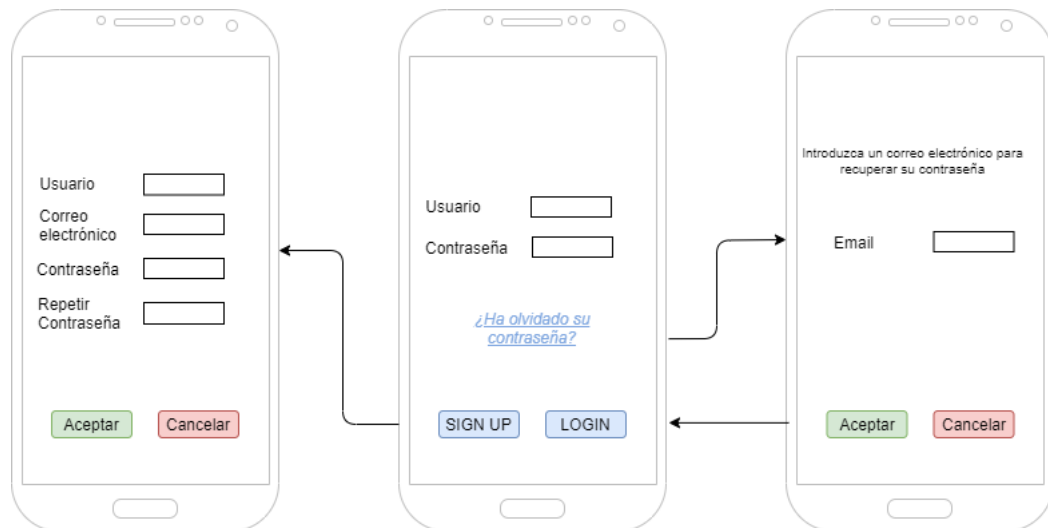 Usuario
Correo
electrónico
Contraseña
Repetir
Contraseña
Aceptar
Cancelar
Usuario
Contraseña
¿Ha olvidado su
contraseña?
SIGN UP
LOGIN
Introduzca un correo electrónico para
recuperar su contraseña
Email
Aceptar
Cancelar